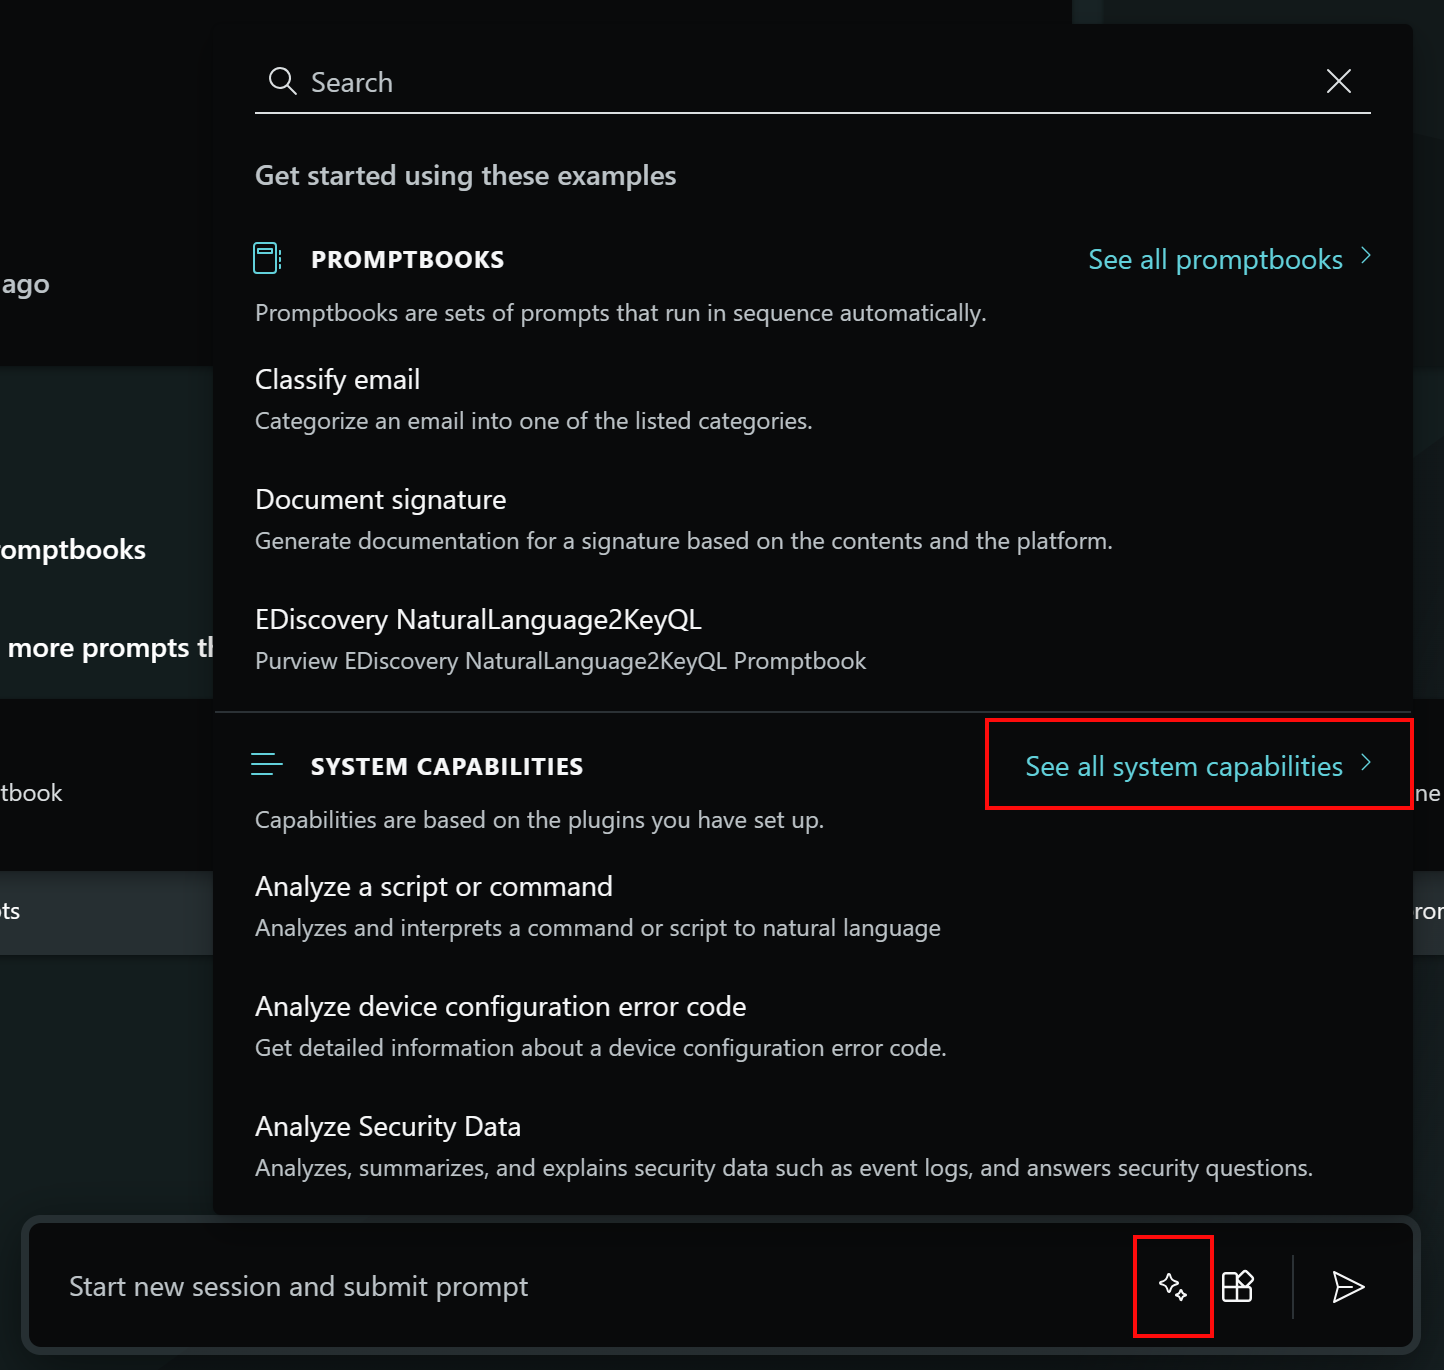 Search
Get started using these examples
PROMPTBOOKS
See all promptbooks
Promptbooks are sets of prompts that run in sequence automatically.
ago
Classify email
Categorize an email into one of the listed categories.
Document signature
Generate documentation for a signature based on the contents and the platform.
omptbooks
EDiscovery NaturalLanguage2KeyQL
more prompts th
Purview EDiscovery NaturalLanguage2KeyQL Promptbook
SYSTEM CAPABILITIES
See all system capabilities
tbook
ne
Capabilities are based on the plugins you have set up.
Analyze a script or command
ts
ron
Analyzes and interprets a command or script to natural language
Analyze device configuration error code
Get detailed information about a device configuration error code.
Analyze Security Data
Analyzes, summarizes, and explains security data such as event logs, and answers security questions.
Start new session and submit prompt